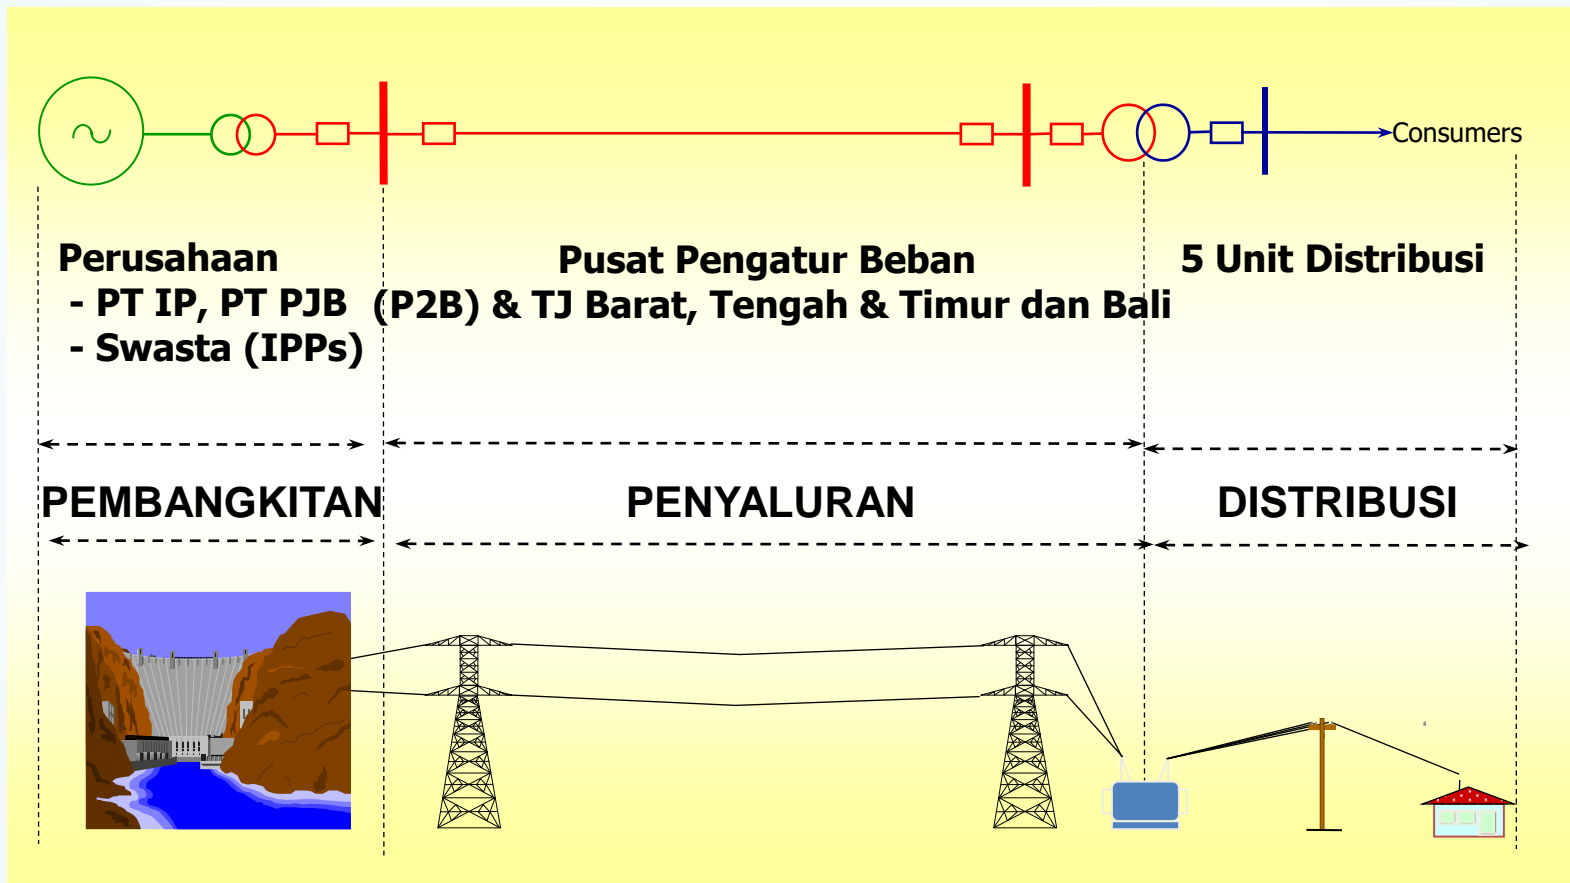 Consumers
Perusahaan
- PT IP, PT PJB
- Swasta (IPPs)
Pusat Pengatur Beban
(P2B) & TJ Barat, Tengah & Timur dan Bali
5 Unit Distribusi
PEMBANGKITAN
PENYALURAN
DISTRIBUSI